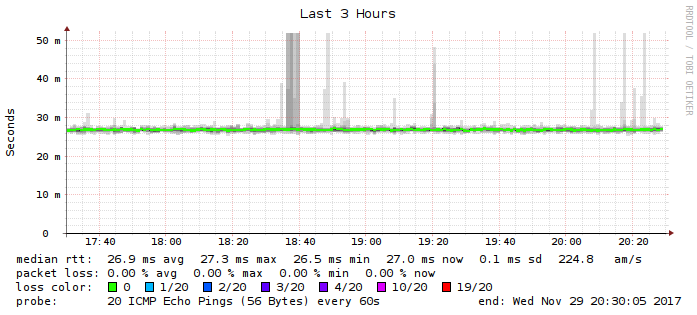 Last 3 Hours
RRDTOOL / TOBI OETIKER
Seconds
50 m
40 m
30 m
20 m
10 m
0
17:40 18:00 18:20 18:40 19:00 19:20 19:40 20:00 20:20
median rtt: 26.9 ms avg 27.3 ms max 26.5 ms min 27.0 ms now 0.1 ms sd 224.8 am/s
packet loss: 0.00 % avg 0.00 % max 0.00 % min 0.00 % now
loss color: 0 1/20 2/20 3/20 4/20 10/20 19/20
probe: 20 ICMP Echo Pings (56 Bytes) every 60s end: Wed Nov 29 20:30:05 2017